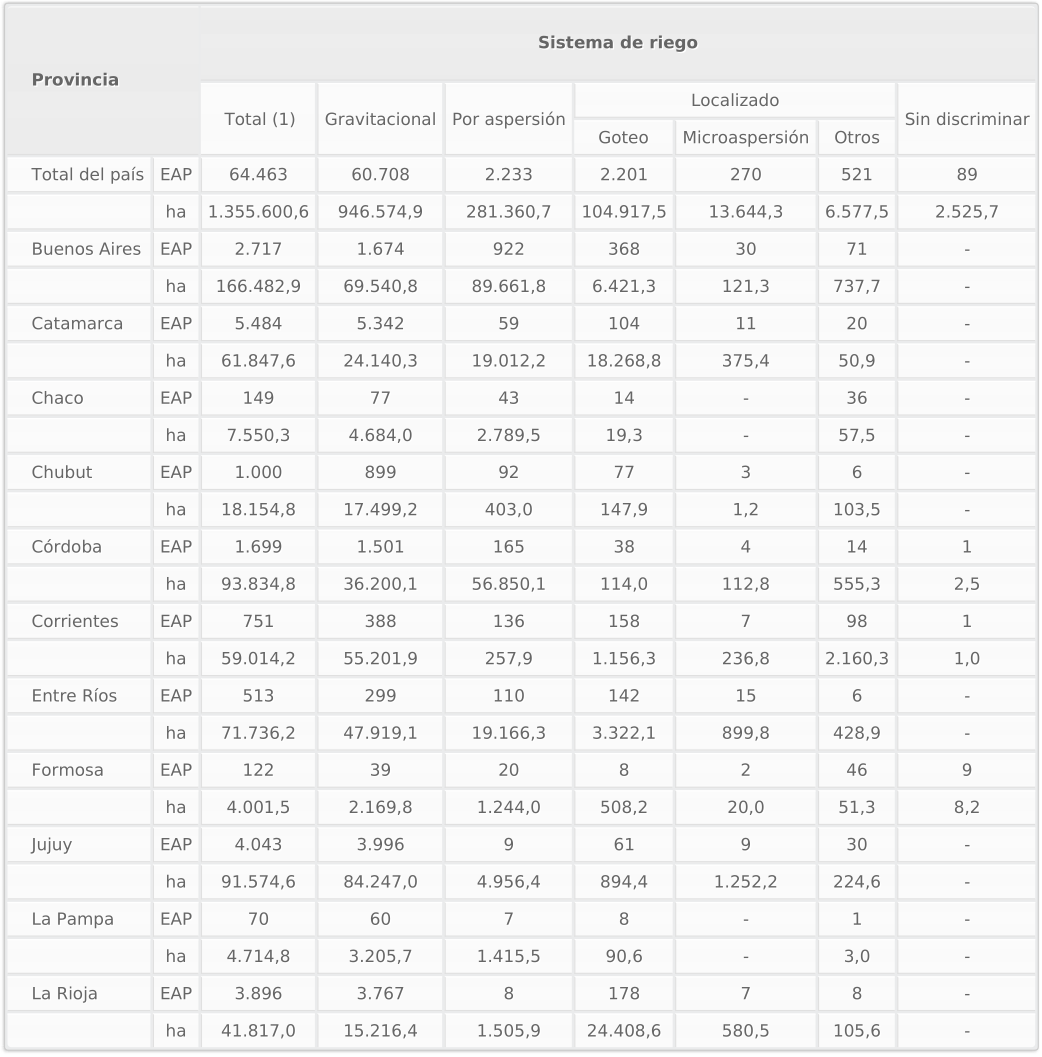 Sistema de riego
Provincia
Localizado
Total (1) Gravitacional Por aspersión Sin discriminar
Goteo Microaspersión Otros
Total del país EAP 64.463 60.708 2.233 2.201 270 521 89
ha 1.355.600,6 946.574,9 281.360,7 104.917,5 13.644,3 6.577,5 2.525,7
Buenos Aires EAP 2.717 1.674 922 368 30 71 -
ha 166.482,9 69.540,8 89.661,8 6.421,3 121,3 737,7 -
Catamarca EAP 5.484 5.342 59 104 11 20 -
ha 61.847,6 24.140,3 19.012,2 18.268,8 375,4 50,9 -
Chaco EAP 149 77 43 14 - 36 -
ha 7.550,3 4.684,0 2.789,5 19,3 - 57,5 -
Chubut EAP 1.000 899 92 77 3 6 -
ha 18.154,8 17.499,2 403,0 147,9 1,2 103,5 -
Córdoba EAP 1.699 1.501 165 38 4 14 1
ha 93.834,8 36.200,1 56.850,1 114,0 112,8 555,3 2,5
Corrientes EAP 751 388 136 158 7 98 1
ha 59.014,2 55.201,9 257,9 1.156,3 236,8 2.160,3 1,0
Entre Ríos EAP 513 299 110 142 15 6 -
ha 71.736,2 47.919,1 19.166,3 3.322,1 899,8 428,9 -
Formosa EAP 122 39 20 8 2 46 9
ha 4.001,5 2.169,8 1.244,0 508,2 20,0 51,3 8,2
Jujuy EAP 4.043 3.996 9 61 9 30 -
ha 91.574,6 84.247,0 4.956,4 894,4 1.252,2 224,6 -
La Pampa EAP 70 60 7 8 - 1 -
ha 4.714,8 3.205,7 1.415,5 90,6 - 3,0 -
La Rioja EAP 3.896 3.767 8 178 7 8 -
ha 41.817,0 15.216,4 1.505,9 24.408,6 580,5 105,6 -